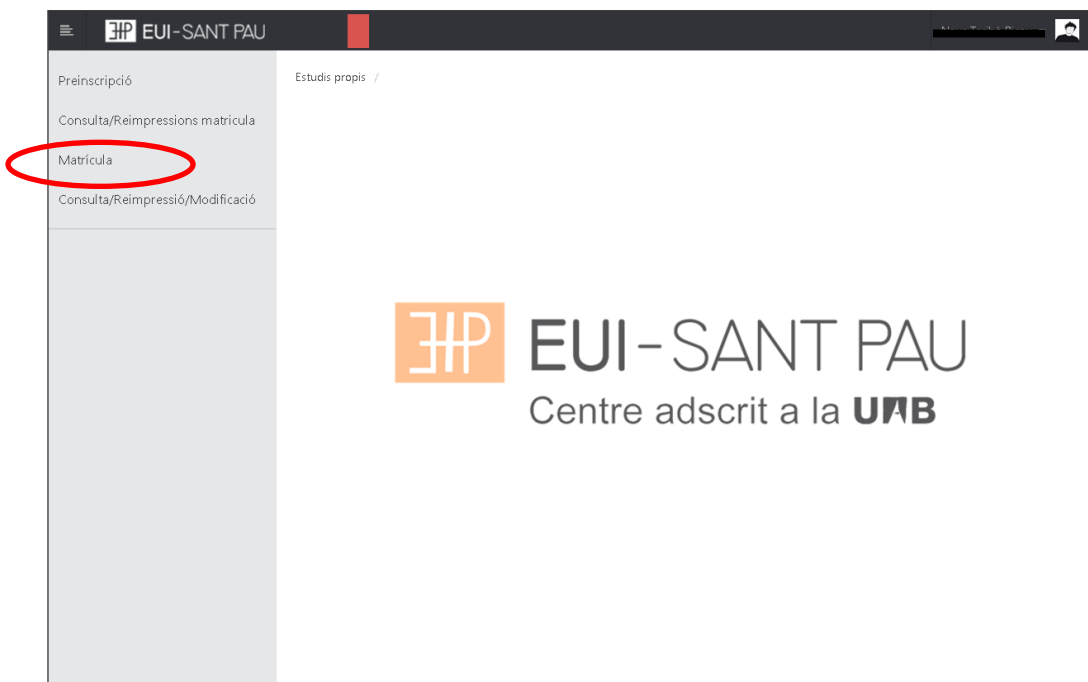 EUI-SANT PAU
Preinscripció
Estudis propis /
Consulta/Reimpressions matricula
Matrícula
Consulta/Reimpressió/Modificació
EUI-SANT PAU
Centre adscrit a la UAB